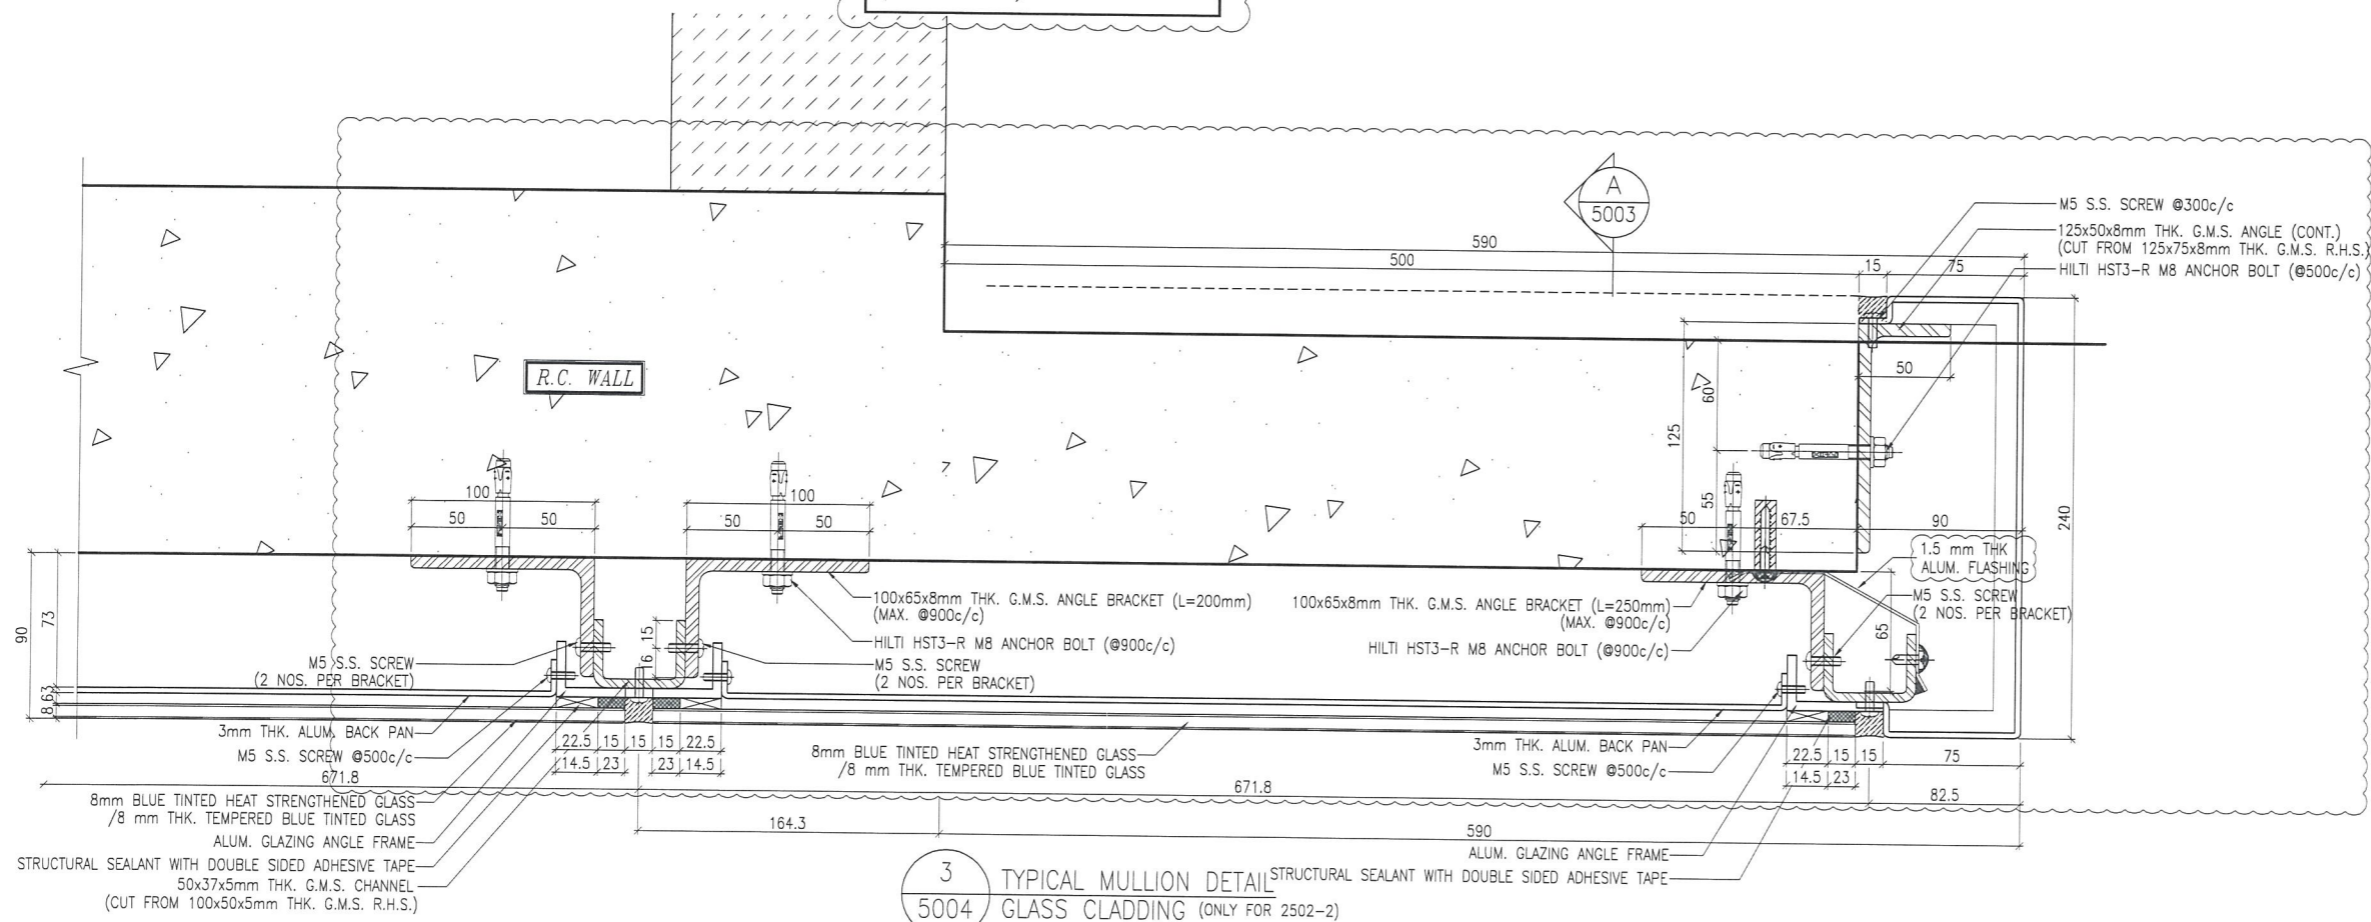 A
5003
590
500
15
75
M5 S.S. SCREW @300c/c
125x50x8mm THK. G.M.S. ANGLE (CONT.)
(CUT FROM 125x75x8mm THK. G.M.S. R.H.S.)
HILTI HST3-R M8 ANCHOR BOLT (@500c/c)
R.C. WALL
50
60
125
55
240
100
50
50
100
50
50
50
67.5
90
1.5 mm THK
ALUM. FLASHING
100x65x8mm THK. G.M.S. ANGLE BRACKET (L=200mm)
(MAX. @900c/c)
HILTI HST3-R M8 ANCHOR BOLT (@900c/c)
100x65x8mm THK. G.M.S. ANGLE BRACKET (L=250mm)
(MAX. @900c/c)
HILTI HST3-R M8 ANCHOR BOLT (@900c/c)
M5 S.S. SCREW
(2 NOS. PER BRACKET)
65
90
73
63
8
15
16
M5 S.S. SCREW
(2 NOS. PER BRACKET)
M5 S.S. SCREW
(2 NOS. PER BRACKET)
3mm THK. ALUM. BACK PAN
M5 S.S. SCREW @500c/c
671.8
8mm BLUE TINTED HEAT STRENGTHENED GLASS
/8 mm THK. TEMPERED BLUE TINTED GLASS
ALUM. GLAZING ANGLE FRAME
STRUCTURAL SEALANT WITH DOUBLE SIDED ADHESIVE TAPE
50x37x5mm THK. G.M.S. CHANNEL
(CUT FROM 100x50x5mm THK. G.M.S. R.H.S.)
22.5 15 15 15 22.5
14.5 23 23 14.5
8mm BLUE TINTED HEAT STRENGTHENED GLASS
/8 mm THK. TEMPERED BLUE TINTED GLASS
3mm THK. ALUM. BACK PAN
M5 S.S. SCREW @500c/c
22.5 15 15 75
14.5 23
671.8
82.5
164.3
590
ALUM. GLAZING ANGLE FRAME
STRUCTURAL SEALANT WITH DOUBLE SIDED ADHESIVE TAPE
3
5004
TYPICAL MULLION DETAIL
GLASS CLADDING (ONLY FOR 2502-2)